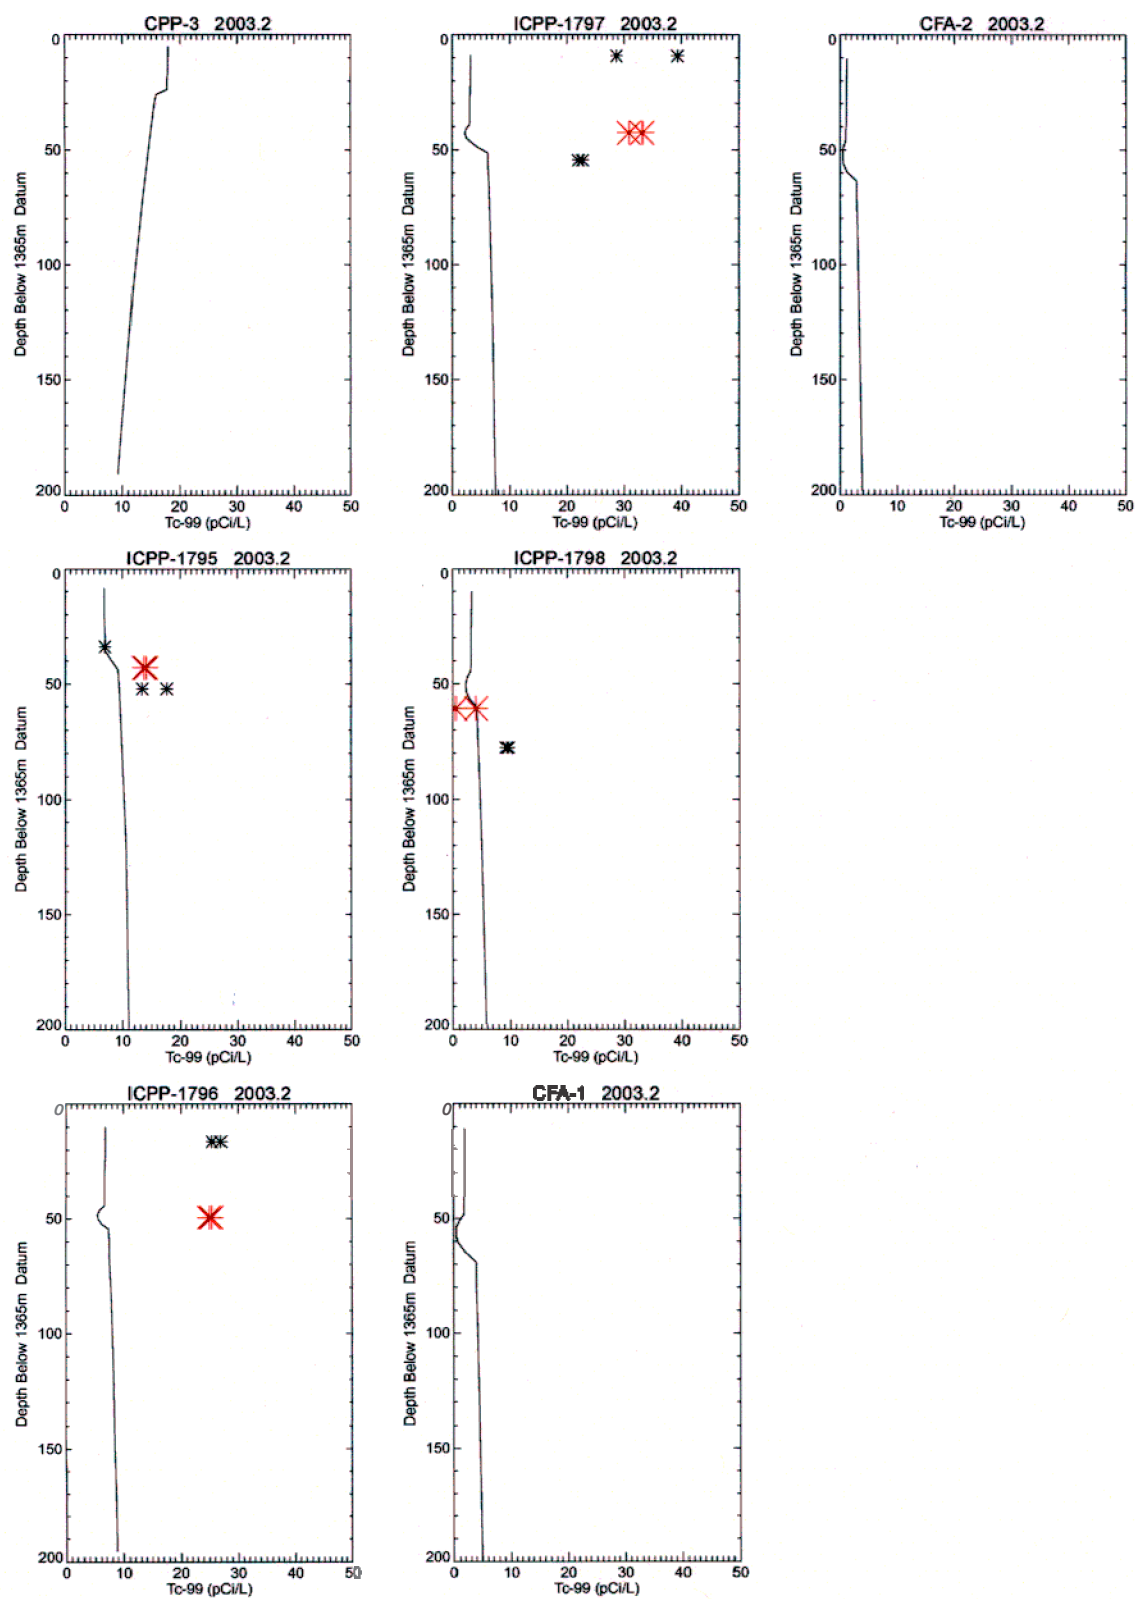 CPP-3 2003.2
0
50
100
150
200
Depth Below 1365m Datum
0 10 20 30 40 50
Tc-99 (pCi/L)
ICPP-1797 2003.2
0
50
100
150
200
Depth Below 1365m Datum
0 10 20 30 40 50
Tc-99 (pCi/L)
CFA-2 2003.2
0
50
100
150
200
Depth Below 1365m Datum
0 10 20 30 40 50
Tc-99 (pCi/L)
ICPP-1795 2003.2
0
50
100
150
200
Depth Below 1365m Datum
0 10 20 30 40 50
Tc-99 (pCi/L)
ICPP-1798 2003.2
0
50
100
150
200
Depth Below 1365m Datum
0 10 20 30 40 50
Tc-99 (pCi/L)
ICPP-1796 2003.2
0
50
100
150
200
Depth Below 1365m Datum
0 10 20 30 40 50
Tc-99 (pCi/L)
CFA-1 2003.2
0
50
100
150
200
Depth Below 1365m Datum
0 10 20 30 40 50
Tc-99 (pCi/L)